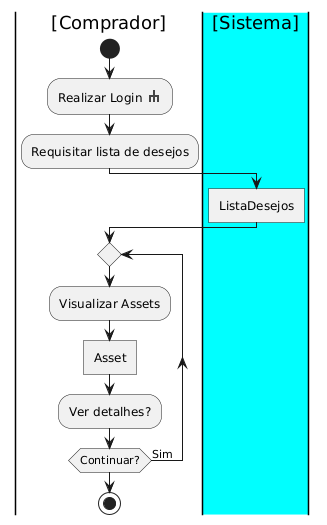 [Comprador]
[Sistema]
Realizar Login
Requisitar lista de desejos
ListaDesejos
Visualizar Assets
Asset
Ver detalhes?
Continuar?
Sim